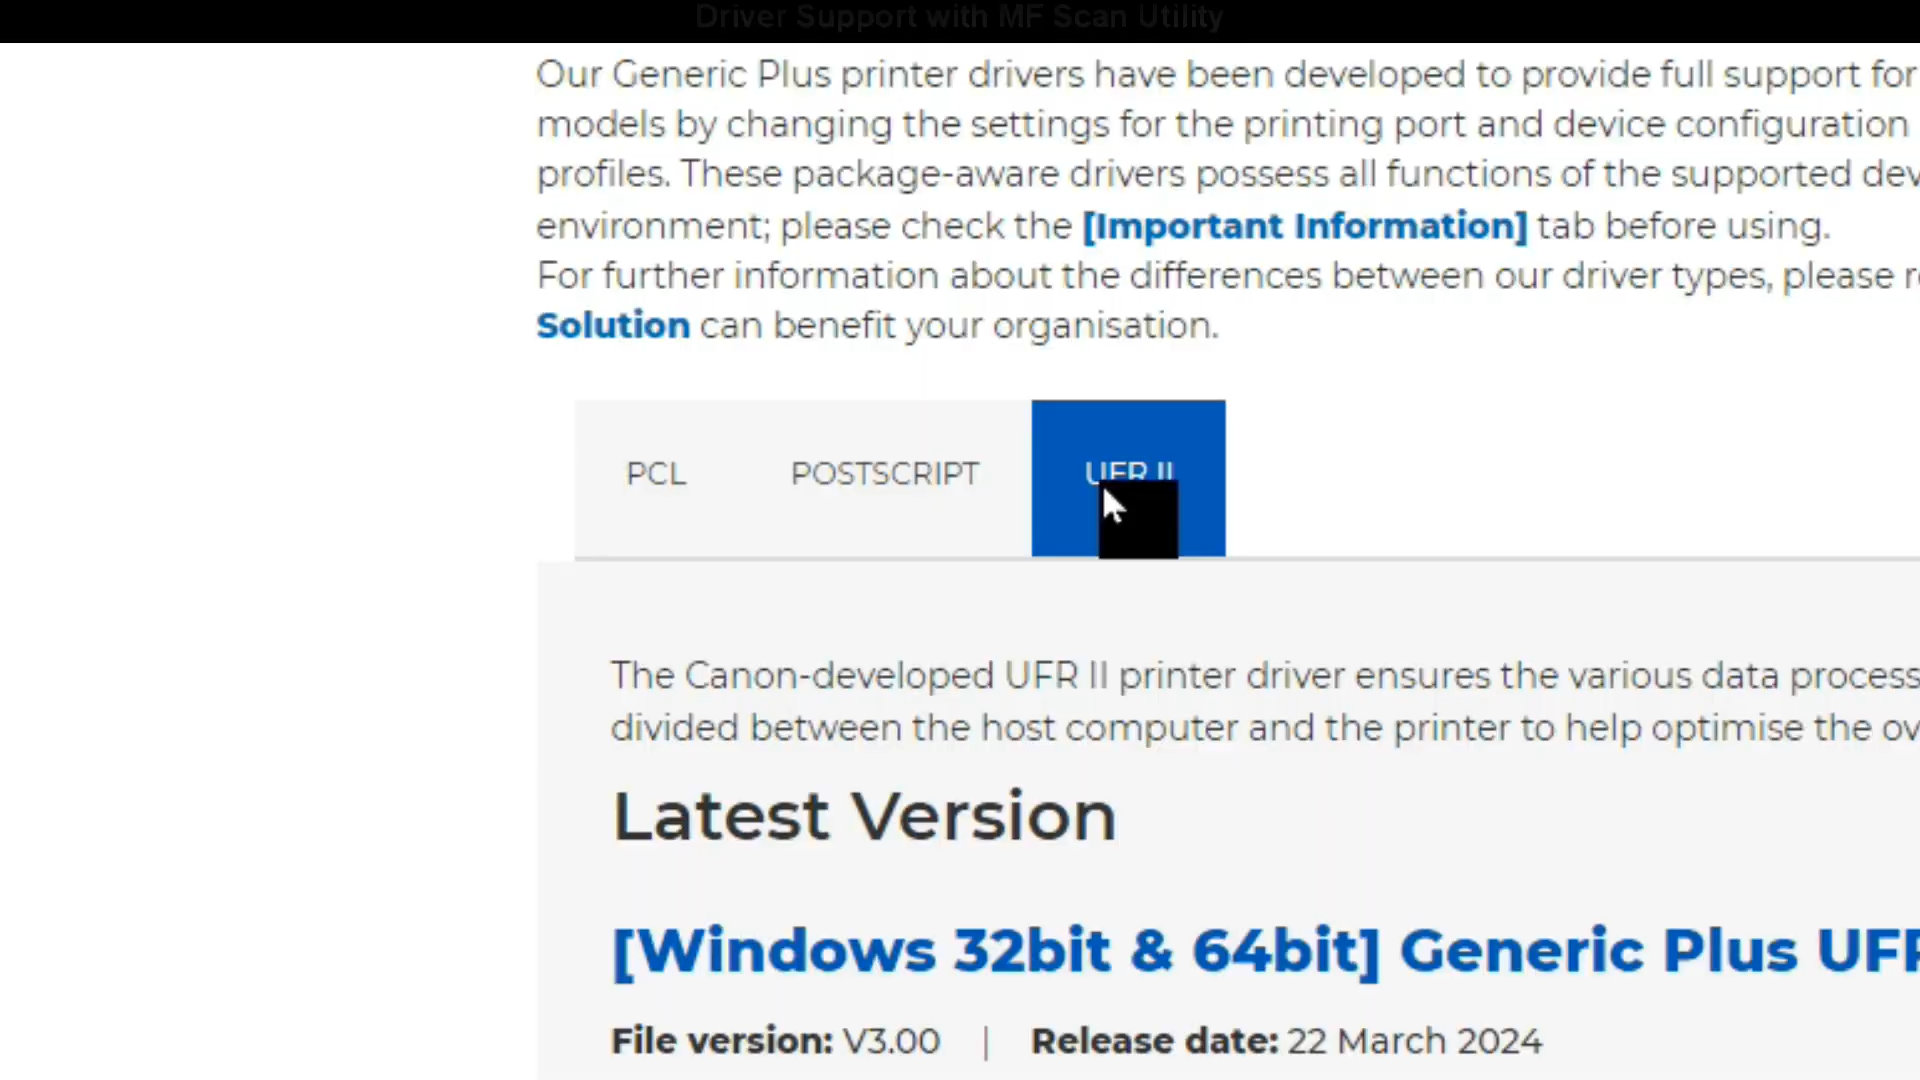 Driver Support with MF Scan Utility
Our Generic Plus printer drivers have been developed to provide full support for
models by changing the settings for the printing port and device configuration
profiles. These package-aware drivers possess all functions of the supported dev
environment; please check the [Important Information] tab before using.
For further information about the differences between our driver types, please r
Solution can benefit your organisation.
PCL POSTSCRIPT UFR II
The Canon-developed UFR II printer driver ensures the various data process
divided between the host computer and the printer to help optimise the ov
Latest Version
[Windows 32bit & 64bit] Generic Plus UFR
File version: V3.00 | Release date: 22 March 2024